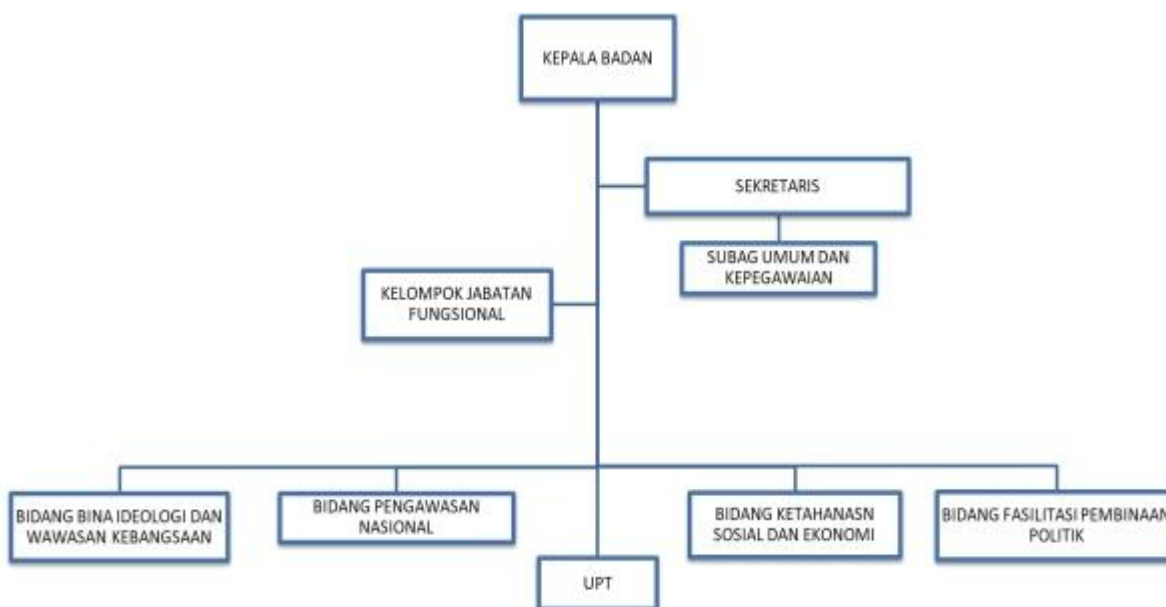 KEPALA BADAN
SEKRETARIS
SUBAG UMUM DAN
KEPEGAWAIAN
KELOMPOK JABATAN
FUNGSIONAL
BIDANG BINA IDEOLOGI DAN
WAWASAN KEBANGSAAN
BIDANG PENGAWASAN
NASIONAL
BIDANG KETAHANASN
SOSIAL DAN EKONOMI
BIDANG FASILITASI PEMBINAAN
POLITIK
UPT